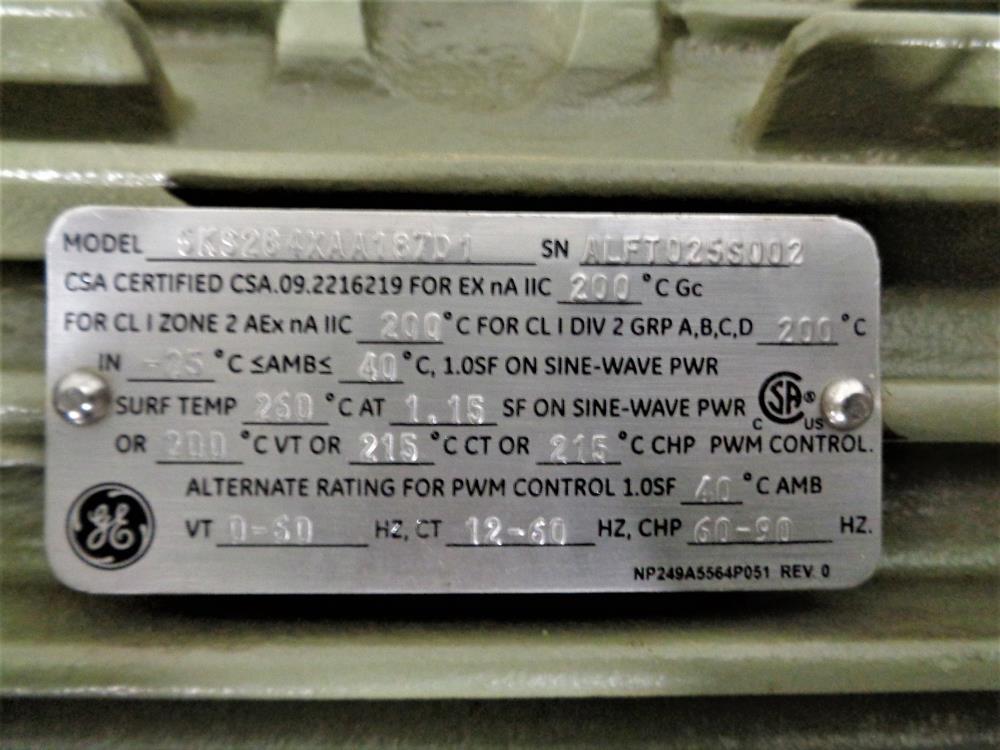 MODEL 5KS284XAA187D1 SN ALFT025S002
CSA CERTIFIED CSA.09.2216219 FOR EX nA IIC 200 °C Gc
FOR CL I ZONE 2 AEx nA IIC 200 °C FOR CL I DIV 2 GRP A,B,C,D 200 °C
IN -25 °C ≤AMB≤ 40 °C, 1.0SF ON SINE-WAVE PWR
SURF TEMP 260 °C AT 1.15 SF ON SINE-WAVE PWR
C SA ® US
OR 200 °C VT OR 215 °C CT OR 215 °C CHP PWM CONTROL.
ALTERNATE RATING FOR PWM CONTROL 1.0SF 40 °C AMB
GE
VT 0-60 HZ, CT 12-60 HZ, CHP 60-90 HZ.
NP249A5564P051 REV 0